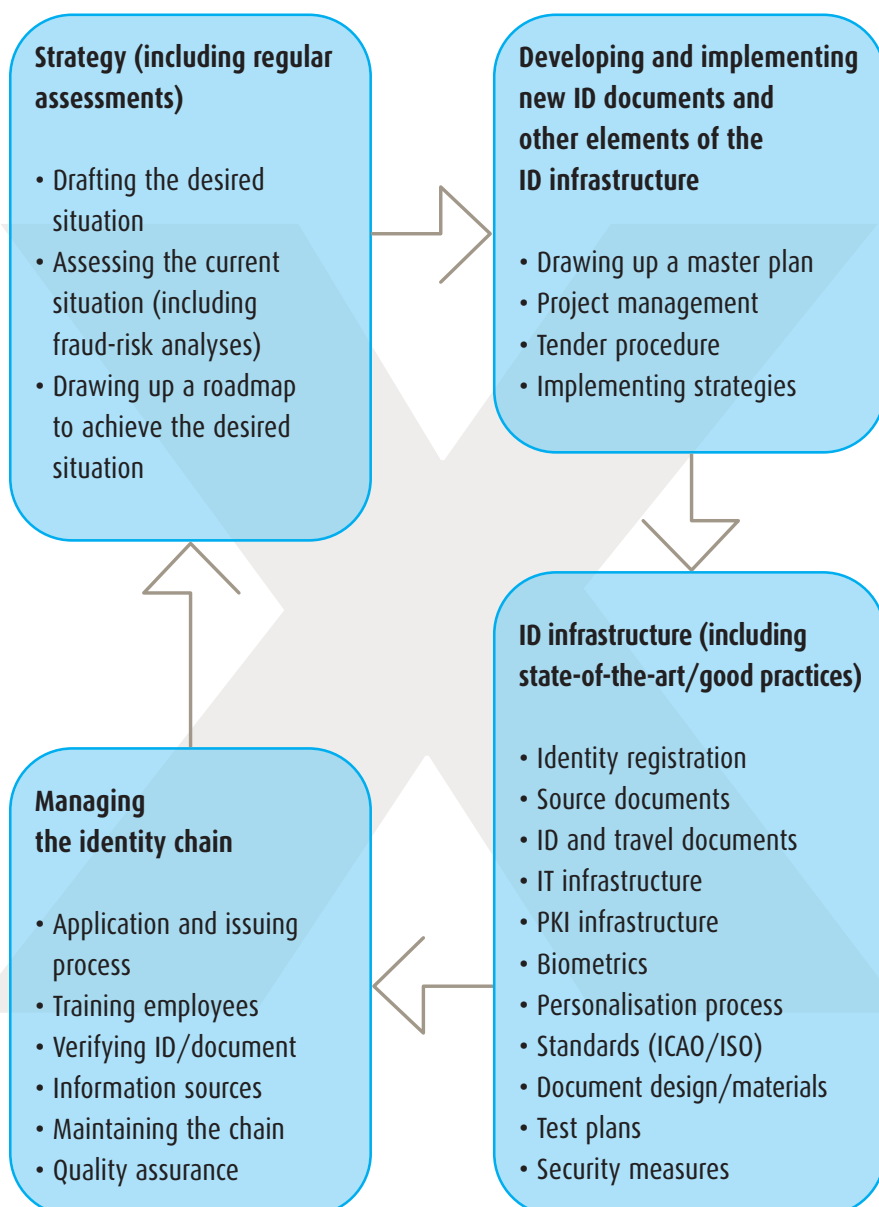 Strategy (including regular
assessments)
• Drafting the desired
situation
• Assessing the current
situation (including
fraud-risk analyses)
• Drawing up a roadmap
to achieve the desired
situation
Developing and implementing
new ID documents and
other elements of the
ID infrastructure
• Drawing up a master plan
• Project management
• Tender procedure
• Implementing strategies
ID infrastructure (including
state-of-the-art/good practices)
• Identity registration
• Source documents
• ID and travel documents
• IT infrastructure
• PKI infrastructure
• Biometrics
• Personalisation process
• Standards (ICAO/ISO)
• Document design/materials
• Test plans
• Security measures
Managing
the identity chain
• Application and issuing
process
• Training employees
• Verifying ID/document
• Information sources
• Maintaining the chain
• Quality assurance